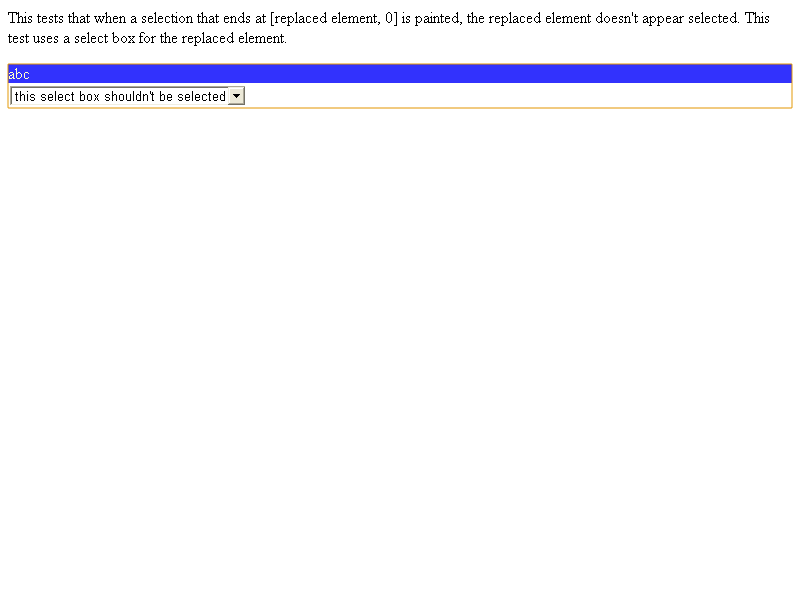 This tests that when a selection that ends at [replaced element, 0] is painted, the replaced element doesn't appear selected. This
test uses a select box for the replaced element.
abc
this select box shouldn't be selected